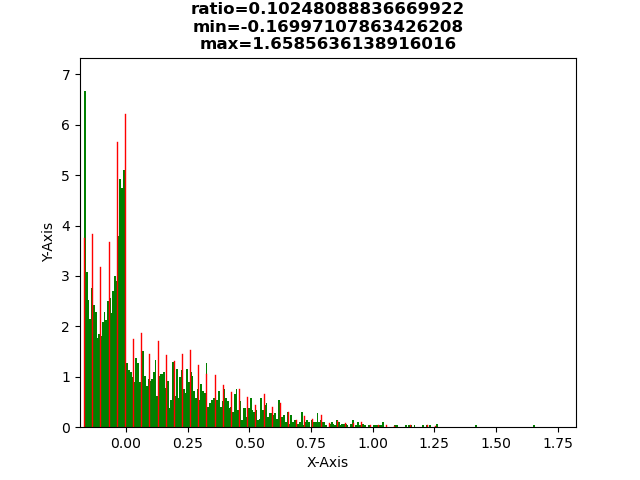 ratio=0.10248088836669922
min=-0.16997107863426208
max=1.6585636138916016
7
6
5
4
3
2
1
0
Y-Axis
0.00 0.25 0.50 0.75 1.00 1.25 1.50 1.75
X-Axis